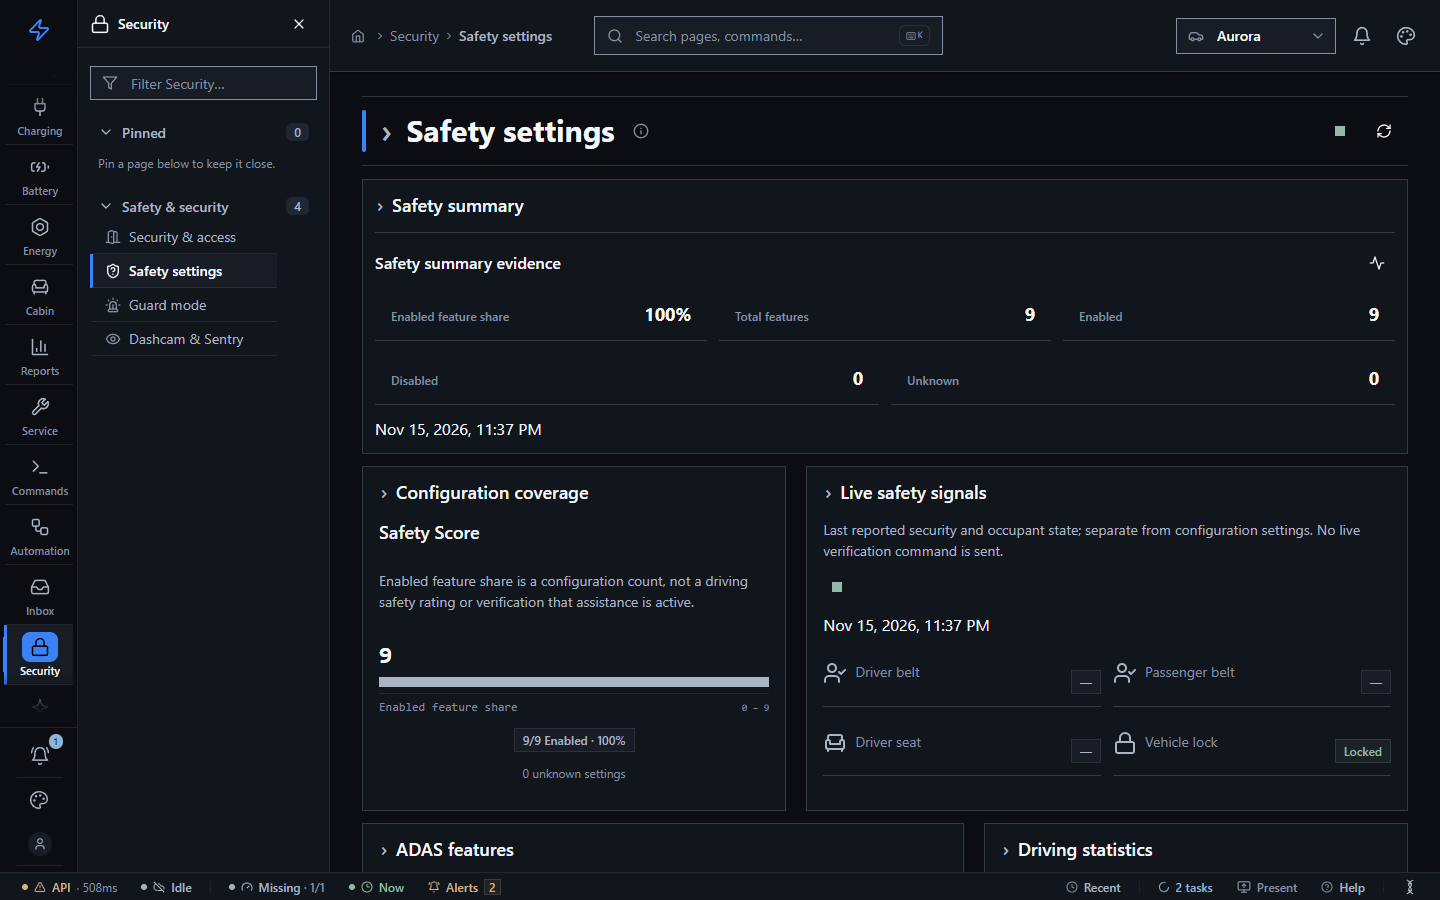 Security
Security
Safety settings
Search pages, commands...
K
Aurora
Filter Security...
Charging
Battery
Energy
Cabin
Reports
Service
Commands
Automation
Inbox
Security
1
Pinned
0
Pin a page below to keep it close.
Safety & security
4
Security & access
Safety settings
Guard mode
Dashcam & Sentry
Safety settings
Safety summary
Safety summary evidence
Enabled feature share
100%
Total features
9
Enabled
9
Disabled
0
Unknown
0
Nov 15, 2026, 11:37 PM
Configuration coverage
Safety Score
Enabled feature share is a configuration count, not a driving
safety rating or verification that assistance is active.
9
Enabled feature share
0 – 9
9/9 Enabled · 100%
0 unknown settings
Live safety signals
Last reported security and occupant state; separate from configuration settings. No live
verification command is sent.
Nov 15, 2026, 11:37 PM
Driver belt
—
Passenger belt
—
Driver seat
—
Vehicle lock
Locked
ADAS features
Driving statistics
API · 508ms
Idle
Missing · 1/1
Now
Alerts 2
Recent
2 tasks
Present
Help